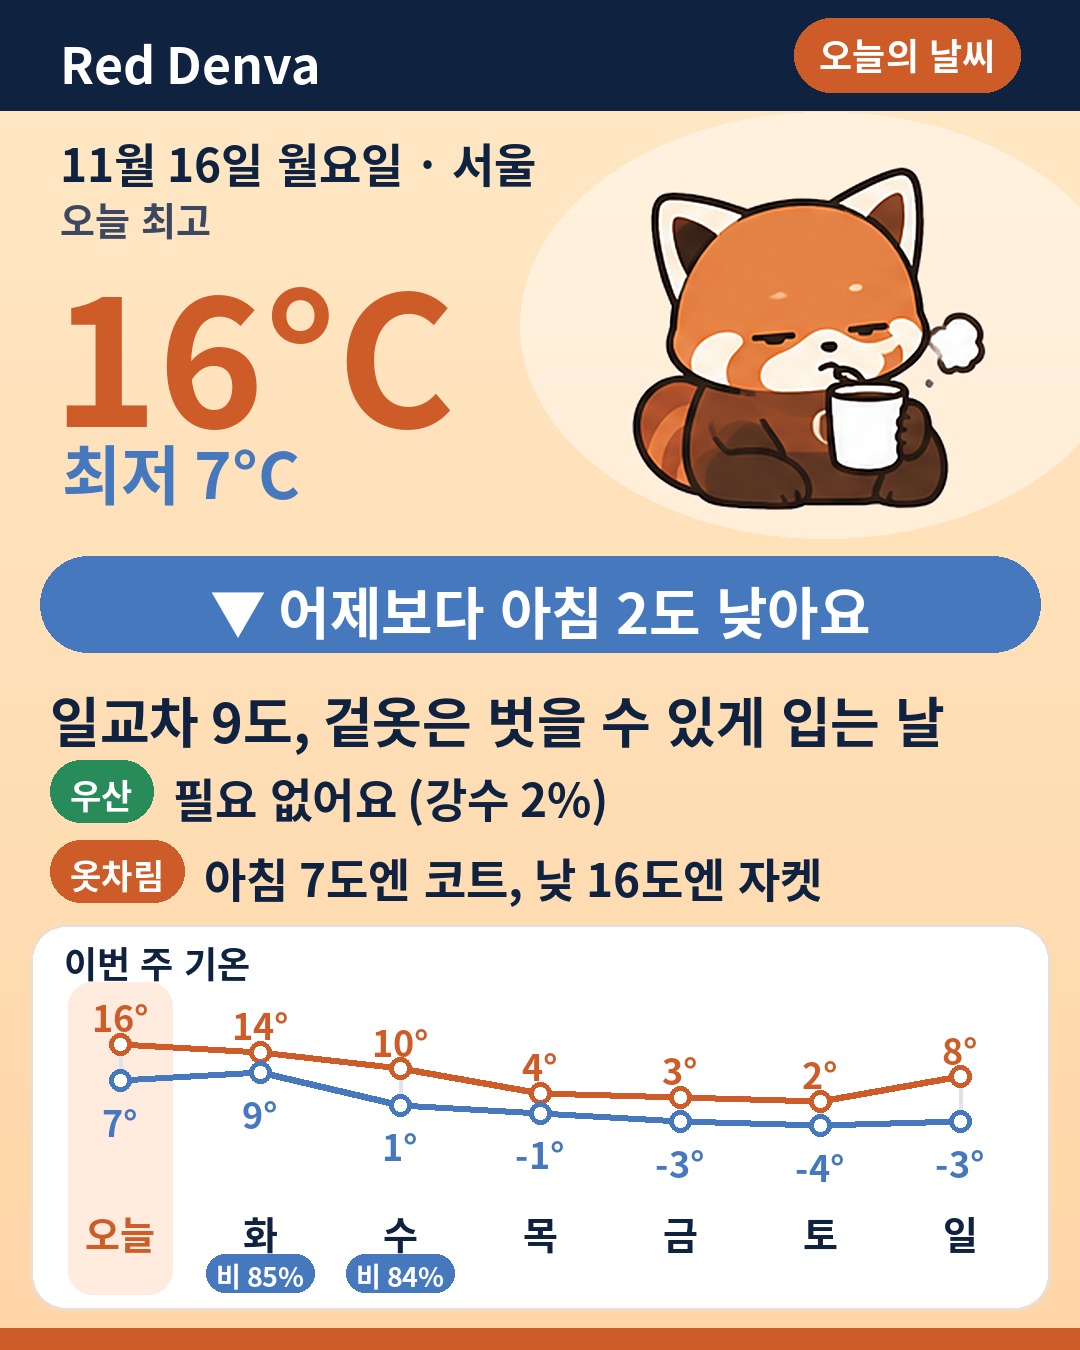 Red Denva
오늘의 날씨
11월 16일 월요일 · 서울
오늘 최고
16°C
최저 7°C
▼ 어제보다 아침 2도 낮아요
일교차 9도, 겉옷은 벗을 수 있게 입는 날
우산 필요 없어요 (강수 2%)
옷차림 아침 7도엔 코트, 낮 16도엔 자켓
이번 주 기온
16° 14° 10° 4° 3° 2° 8°
7° 9° 1° -1° -3° -4° -3°
오늘 화 수 목 금 토 일
비 85% 비 84%